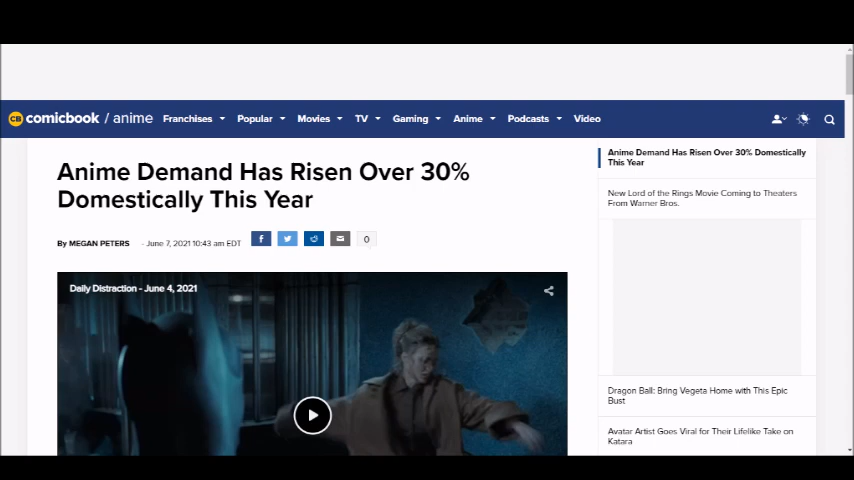 CB comicbook / anime Franchises Popular Movies TV Gaming Anime Podcasts Video
Anime Demand Has Risen Over 30%
Domestically This Year
By MEGAN PETERS - June 7, 2021 10:43 am EDT 0
Daily Distraction - June 4, 2021
Anime Demand Has Risen Over 30% Domestically
This Year
New Lord of the Rings Movie Coming to Theaters
From Warner Bros.
Dragon Ball: Bring Vegeta Home with This Epic
Bust
Avatar Artist Goes Viral for Their Lifelike Take on
Katara